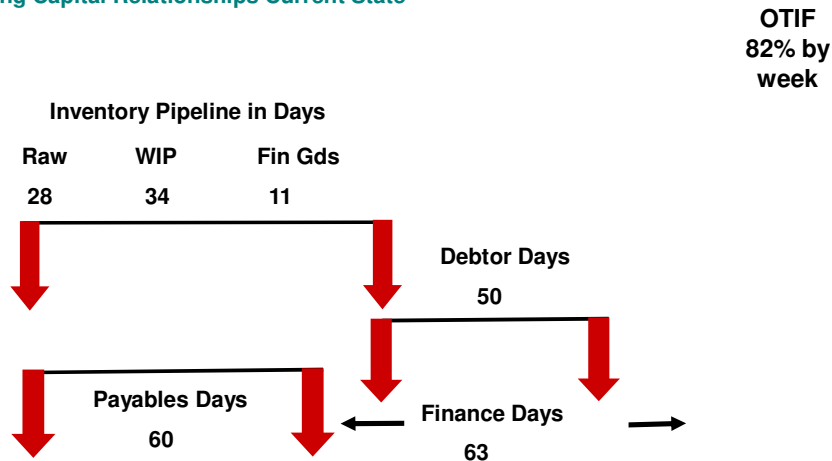 ng Capital Relationships Current State
OTIF
82% by
week
Inventory Pipeline in Days
Raw WIP Fin Gds
28 34 11
Debtor Days
50
Payables Days
60
Finance Days
63